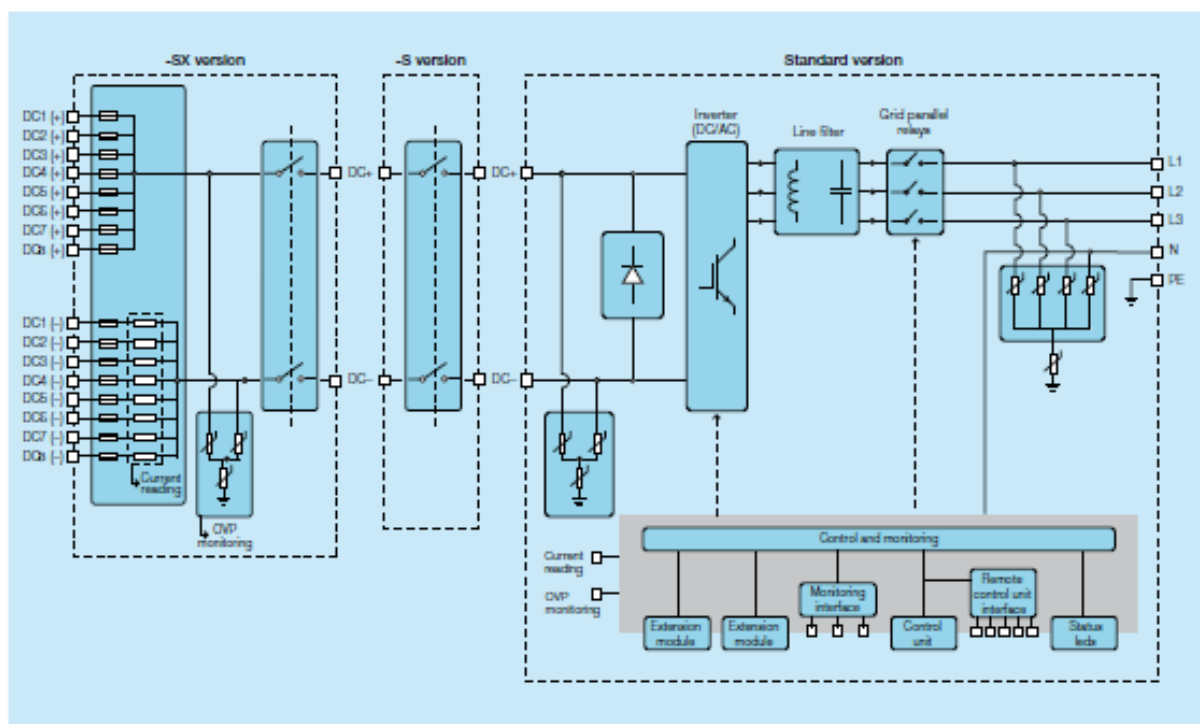 -SX version
-S version
Standard version
DC1 (+)
DC2 (+)
DC3 (+)
DC4 (+)
DC5 (+)
DC6 (+)
DC7 (+)
DC8 (+)
DC1 (-)
DC2 (-)
DC3 (-)
DC4 (-)
DC5 (-)
DC6 (-)
DC7 (-)
DC8 (-)
Current
reading
OVP
monitoring
DC+
DC-
DC+
DC-
Inverter
(DC/AC)
Line filter
Grid parallel
relays
L1
L2
L3
N
PE
Current
reading
OVP
monitoring
Control and monitoring
Extension
module
Extension
module
Monitoring
interface
Control
unit
Remote
control unit
interface
Status
leds